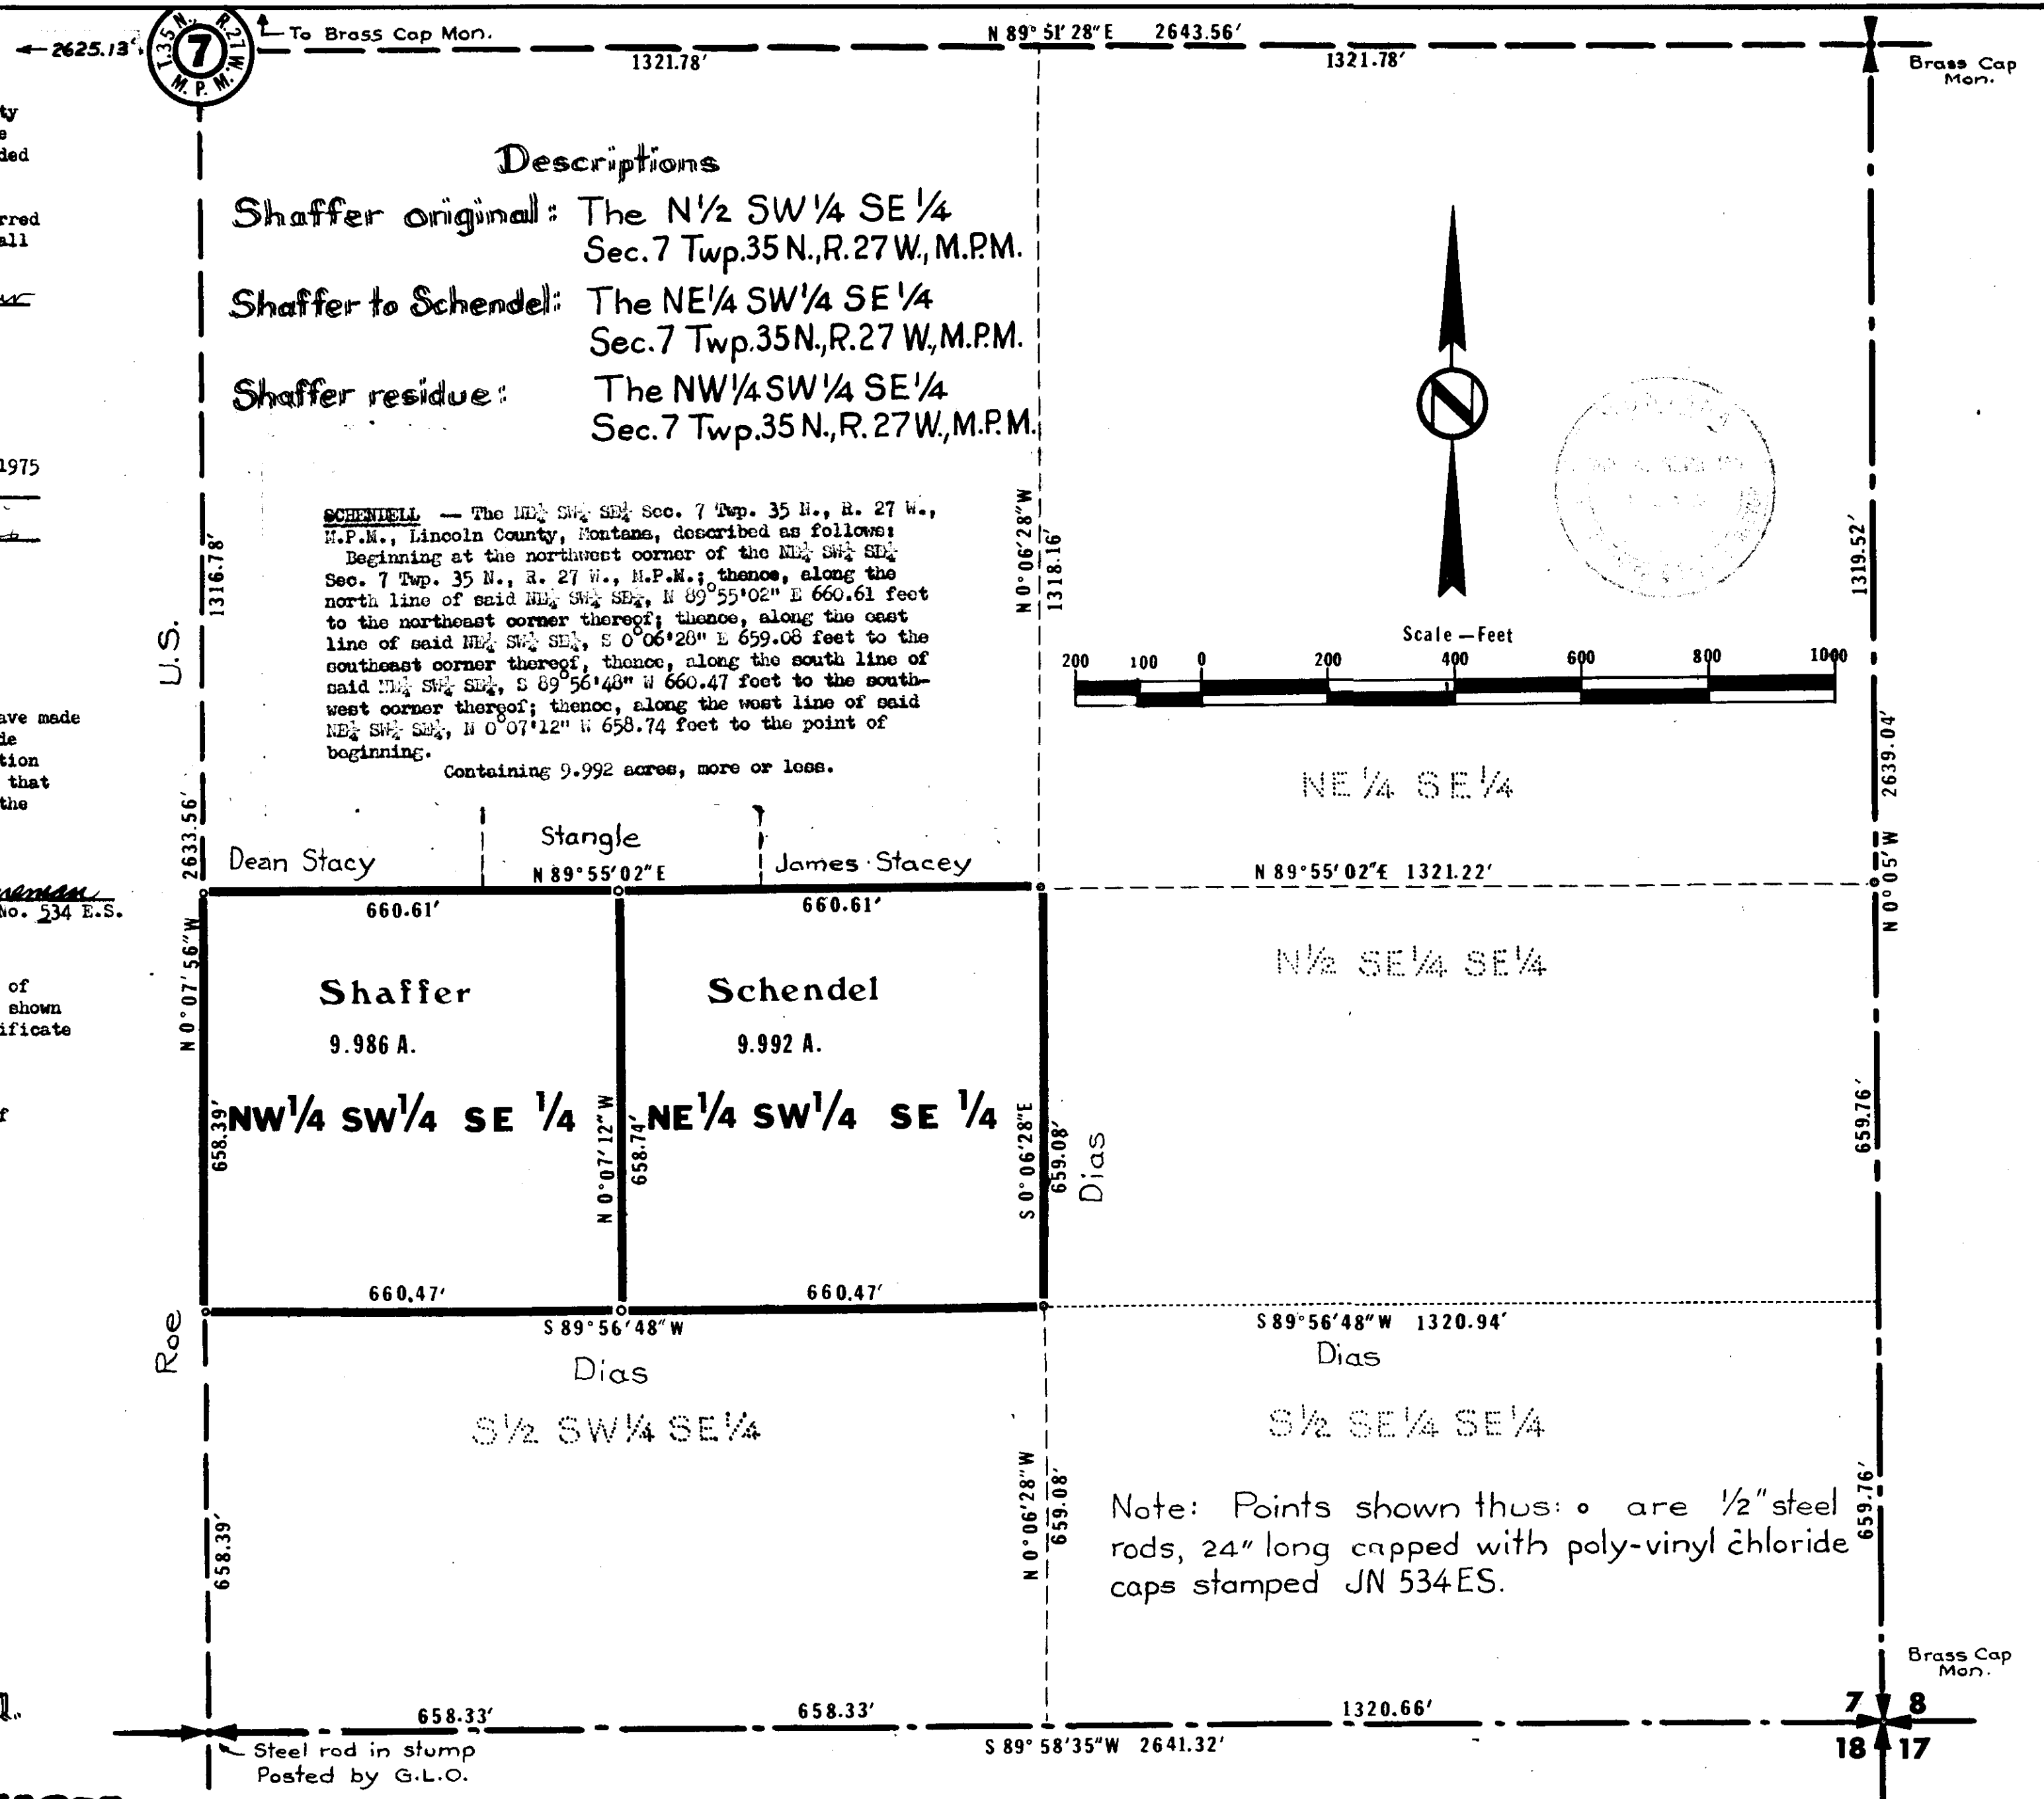 T.35 N., R.27 W. M. P. M.
7
2625.13'
To Brass Cap Mon.
N 89° 51' 28" E 2643.56'
1321.78'
1321.78'
Brass Cap
Mon.
ty
e
ded
rred
all
1975
ave made
de
tion
that
the
No. 534 E.S.
of
shown
ificate
f
Descriptions
Shaffer original: The N½ SW¼ SE¼
Sec.7 Twp.35 N.,R.27 W., M.P.M.
Shaffer to Schendel: The NE¼ SW¼ SE¼
Sec.7 Twp.35N.,R.27 W.,M.P.M.
Shaffer residue: The NW¼ SW¼ SE¼
Sec.7 Twp.35N.,R.27W.,M.P.M.
SCHENDELL — The NE¼ SW¼ SE¼ Sec. 7 Twp. 35 N., R. 27 W.,
M.P.M., Lincoln County, Montana, described as follows:
Beginning at the northwest corner of the NE¼ SW¼ SE¼
Sec. 7 Twp. 35 N., R. 27 W., M.P.M.; thence, along the
north line of said NE¼ SW¼ SE¼, N 89°55'02" E 660.61 feet
to the northeast corner thereof; thence, along the east
line of said NE¼ SW¼ SE¼, S 0°06'28" E 659.08 feet to the
southeast corner thereof, thence, along the south line of
said NE¼ SW¼ SE¼, S 89°56'48" W 660.47 feet to the south-
west corner thereof; thence, along the west line of said
NE¼ SW¼ SE¼, N 0°07'12" W 658.74 feet to the point of
beginning.
Containing 9.992 acres, more or less.
N
Scale—Feet
200 100 0 200 400 600 800 1000
U.S.
1316.78'
2633.56'
N 0°06'28"W
1318.16'
1319.52'
2639.04'
N 0°05' W
NE¼ SE¼
Dean Stacy
Stangle
James Stacey
N 89°55'02"E
N 89°55'02"E 1321.22'
660.61'
660.61'
N 0°07'56"W
658.39'
Shaffer
9.986 A.
NW¼ SW¼ SE ¼
N 0°07'12"W
658.74'
Schendel
9.992 A.
NE¼ SW¼ SE ¼
S 0°06'28"E
659.08'
Dias
N½ SE¼ SE¼
659.76'
660.47'
660.47'
S 89°56'48"W
S 89°56'48"W 1320.94'
Roe
Dias
Dias
S½ SW¼ SE¼
S½ SE¼ SE¼
658.39'
N 0°06'28"W
659.08'
659.76'
Note: Points shown thus: o are ½" steel
rods, 24" long capped with poly-vinyl chloride
caps stamped JN 534ES.
Brass Cap
Mon.
7 8
18 17
658.33'
658.33'
1320.66'
S 89°58'35"W 2641.32'
Steel rod in stump
Posted by G.L.O.